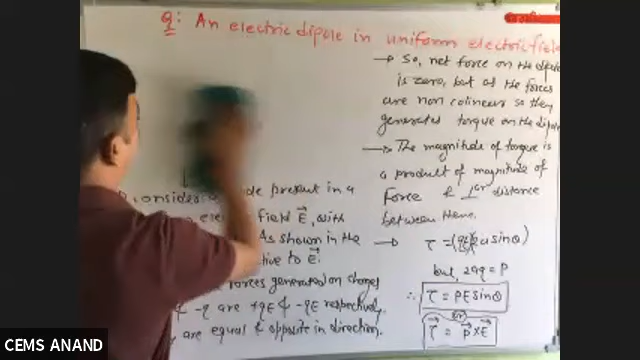 Q: An electric dipole in uniform electric field
onsider a
de present in a
field E⃗, with
As shown in the
tive to E⃗.
forces generated on charges
& -q are +qE & -qE respectively
are equal & opposite in direction.
→ So, net force on the dipole
is zero, but as the forces
are non colinear so they
generates torque on the dipole
→ The magnitude of torque is
a product of magnitude of
Force & ⊥ar distance
between them.
→ τ = (qE)(2a sinθ)
but, 2aq = P
∴ τ = PE sinθ
or
τ⃗ = p⃗ × E⃗
CEMS ANAND